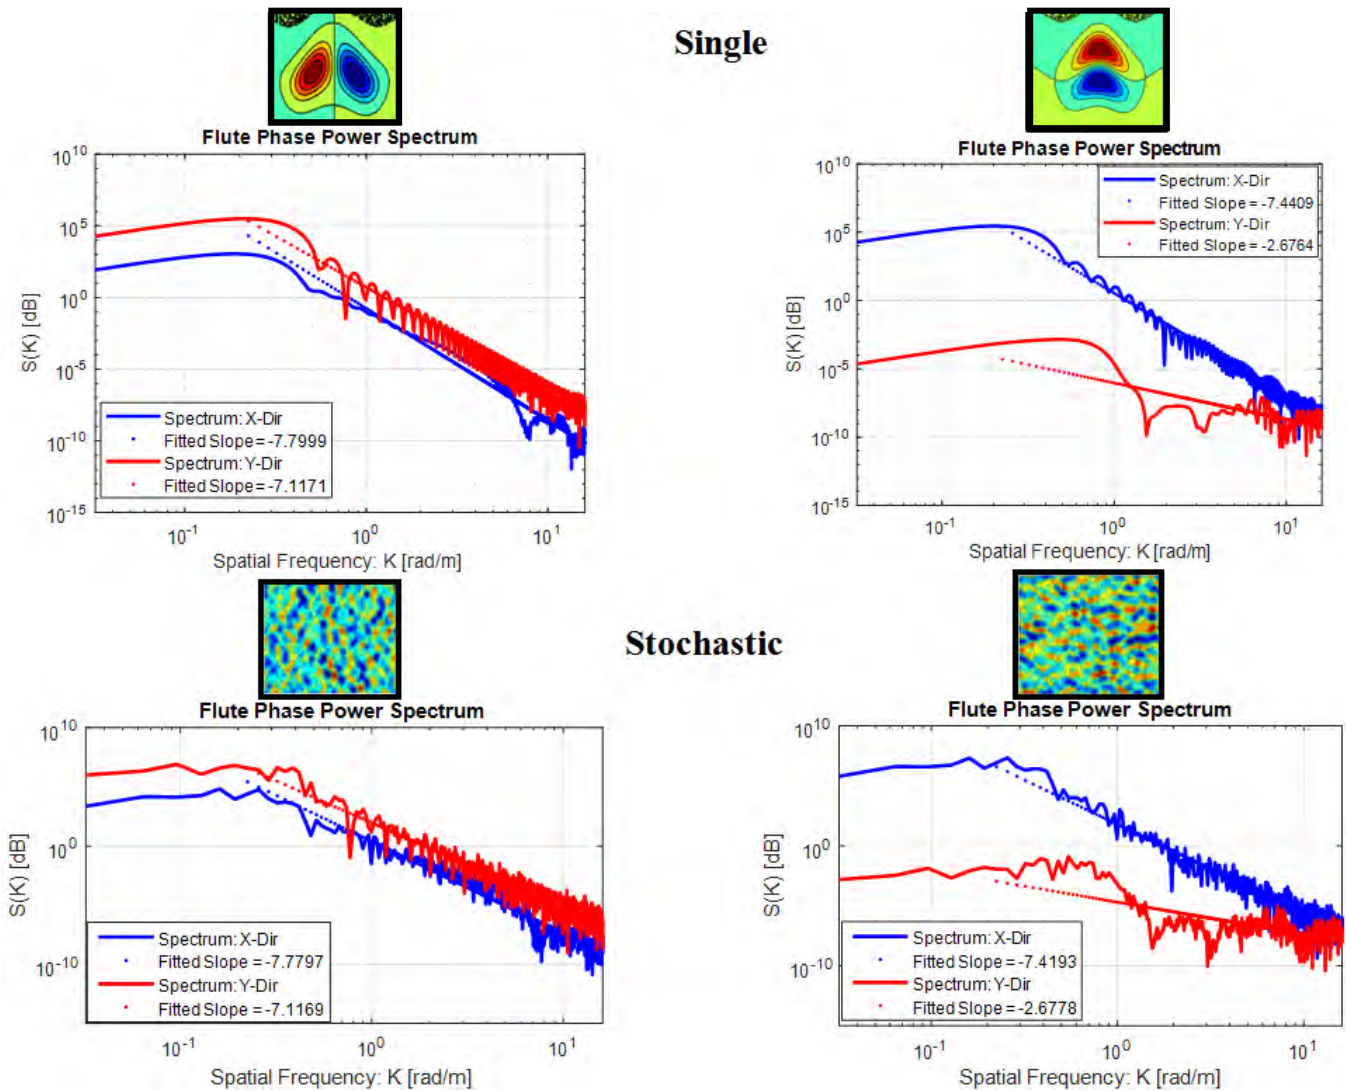 Single
Flute Phase Power Spectrum
10^10
10^5
10^0
10^-5
10^-10
10^-15
S(K) [dB]
Spectrum: X-Dir
Fitted Slope = -7.7999
Spectrum: Y-Dir
Fitted Slope = -7.1171
10^-1
10^0
10^1
Spatial Frequency: K [rad/m]
Flute Phase Power Spectrum
10^10
10^5
10^0
10^-5
10^-10
10^-15
S(K) [dB]
Spectrum: X-Dir
Fitted Slope = -7.4409
Spectrum: Y-Dir
Fitted Slope = -2.6764
10^-1
10^0
10^1
Spatial Frequency: K [rad/m]
Stochastic
Flute Phase Power Spectrum
10^10
10^0
10^-10
S(K) [dB]
Spectrum: X-Dir
Fitted Slope = -7.7797
Spectrum: Y-Dir
Fitted Slope = -7.1169
10^-1
10^0
10^1
Spatial Frequency: K [rad/m]
Flute Phase Power Spectrum
10^10
10^0
10^-10
S(K) [dB]
Spectrum: X-Dir
Fitted Slope = -7.4193
Spectrum: Y-Dir
Fitted Slope = -2.6778
10^-1
10^0
10^1
Spatial Frequency: K [rad/m]